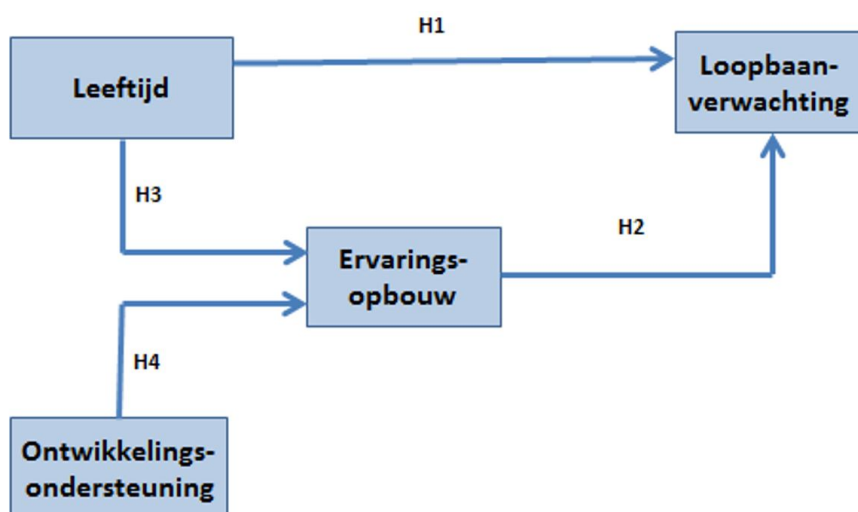 H1
Leeftijd
Loopbaan-
verwachting
H3
H2
Ervarings-
opbouw
H4
Ontwikkelings-
ondersteuning